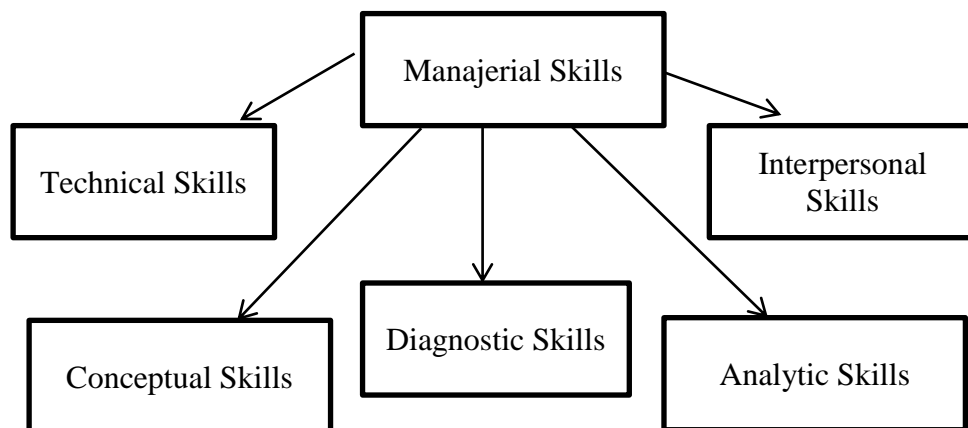 Manajerial Skills
Technical Skills
Interpersonal
Skills
Conceptual Skills
Diagnostic Skills
Analytic Skills